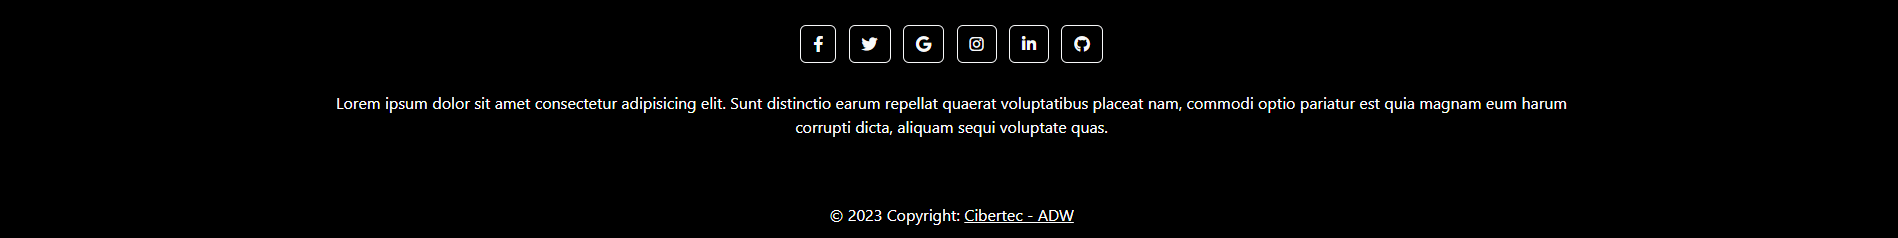 Lorem ipsum dolor sit amet consectetur adipisicing elit. Sunt distinctio earum repellat quaerat voluptatibus placeat nam, commodi optio pariatur est quia magnam eum harum
corrupti dicta, aliquam sequi voluptate quas.
© 2023 Copyright: Cibertec - ADW